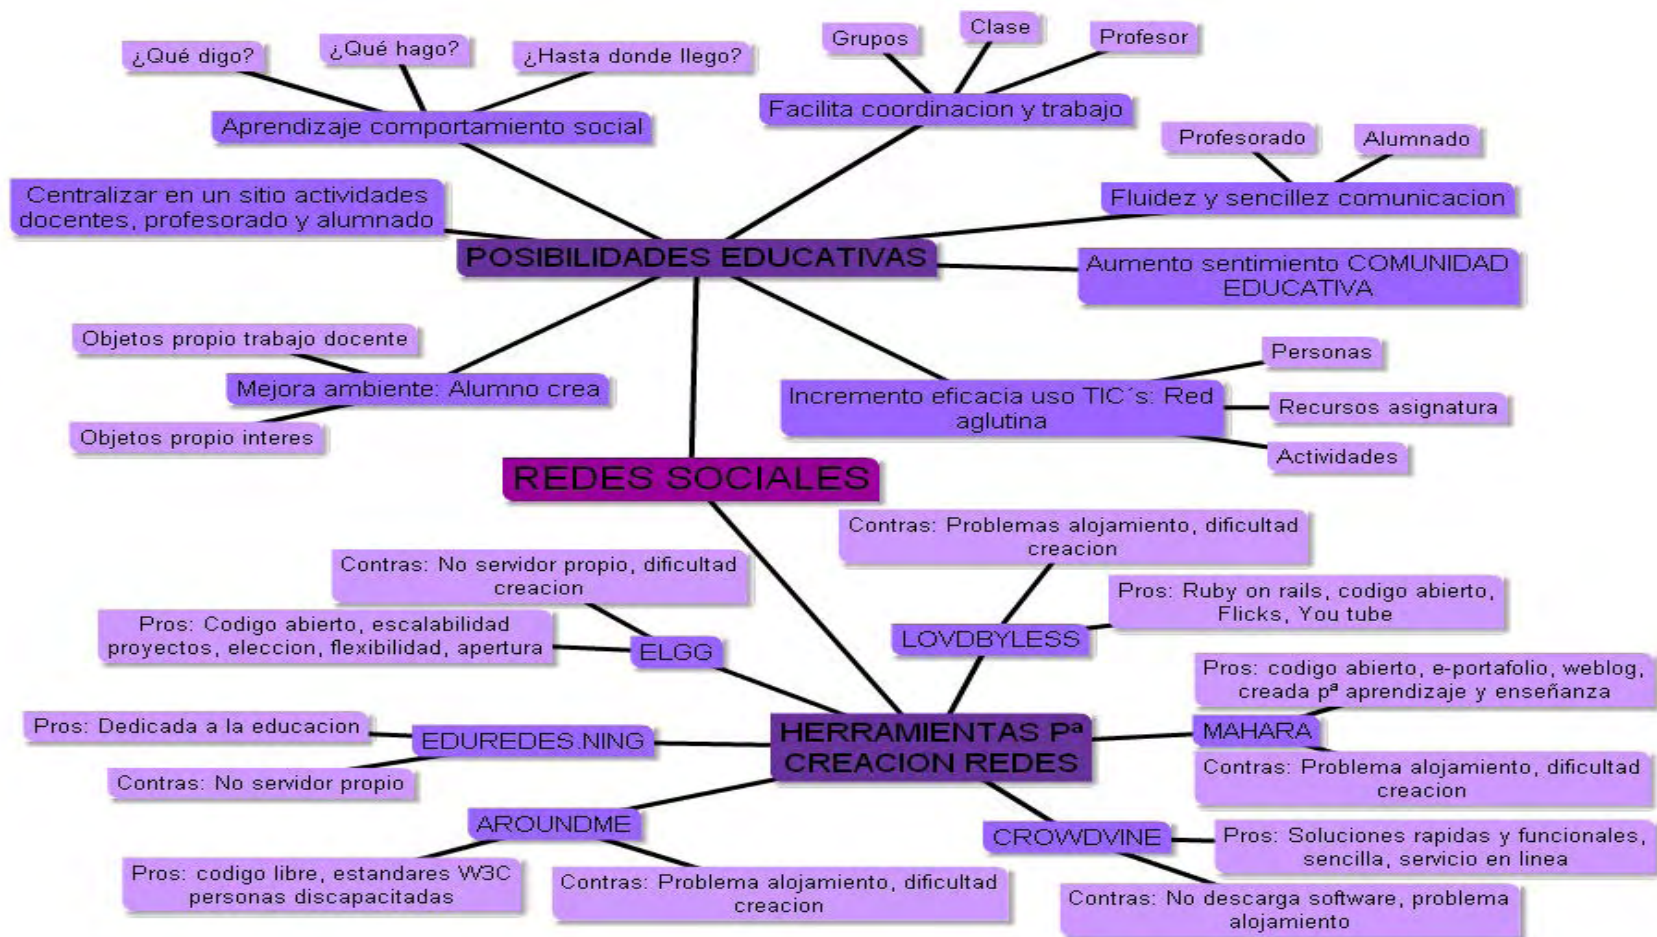 ¿Qué digo?
¿Qué hago?
¿Hasta donde llego?
Aprendizaje comportamiento social
Grupos
Clase
Profesor
Facilita coordinacion y trabajo
Profesorado
Alumnado
Fluidez y sencillez comunicacion
Centralizar en un sitio actividades
docentes, profesorado y alumnado
POSIBILIDADES EDUCATIVAS
Aumento sentimiento COMUNIDAD
EDUCATIVA
Objetos propio trabajo docente
Mejora ambiente: Alumno crea
Objetos propio interes
Incremento eficacia uso TIC´s: Red
aglutina
Personas
Recursos asignatura
Actividades
REDES SOCIALES
Contras: Problemas alojamiento, dificultad
creacion
Contras: No servidor propio, dificultad
creacion
Pros: Ruby on rails, codigo abierto,
Flicks, You tube
LOVDBYLESS
Pros: Codigo abierto, escalabilidad
proyectos, eleccion, flexibilidad, apertura
ELGG
Pros: codigo abierto, e-portafolio, weblog,
creada pª aprendizaje y enseñanza
MAHARA
Contras: Problema alojamiento, dificultad
creacion
Pros: Dedicada a la educacion
EDUREDES.NING
Contras: No servidor propio
HERRAMIENTAS Pª
CREACION REDES
AROUNDME
Pros: codigo libre, estandares W3C
personas discapacitadas
Contras: Problema alojamiento, dificultad
creacion
CROWDVINE
Pros: Soluciones rapidas y funcionales,
sencilla, servicio en linea
Contras: No descarga software, problema
alojamiento